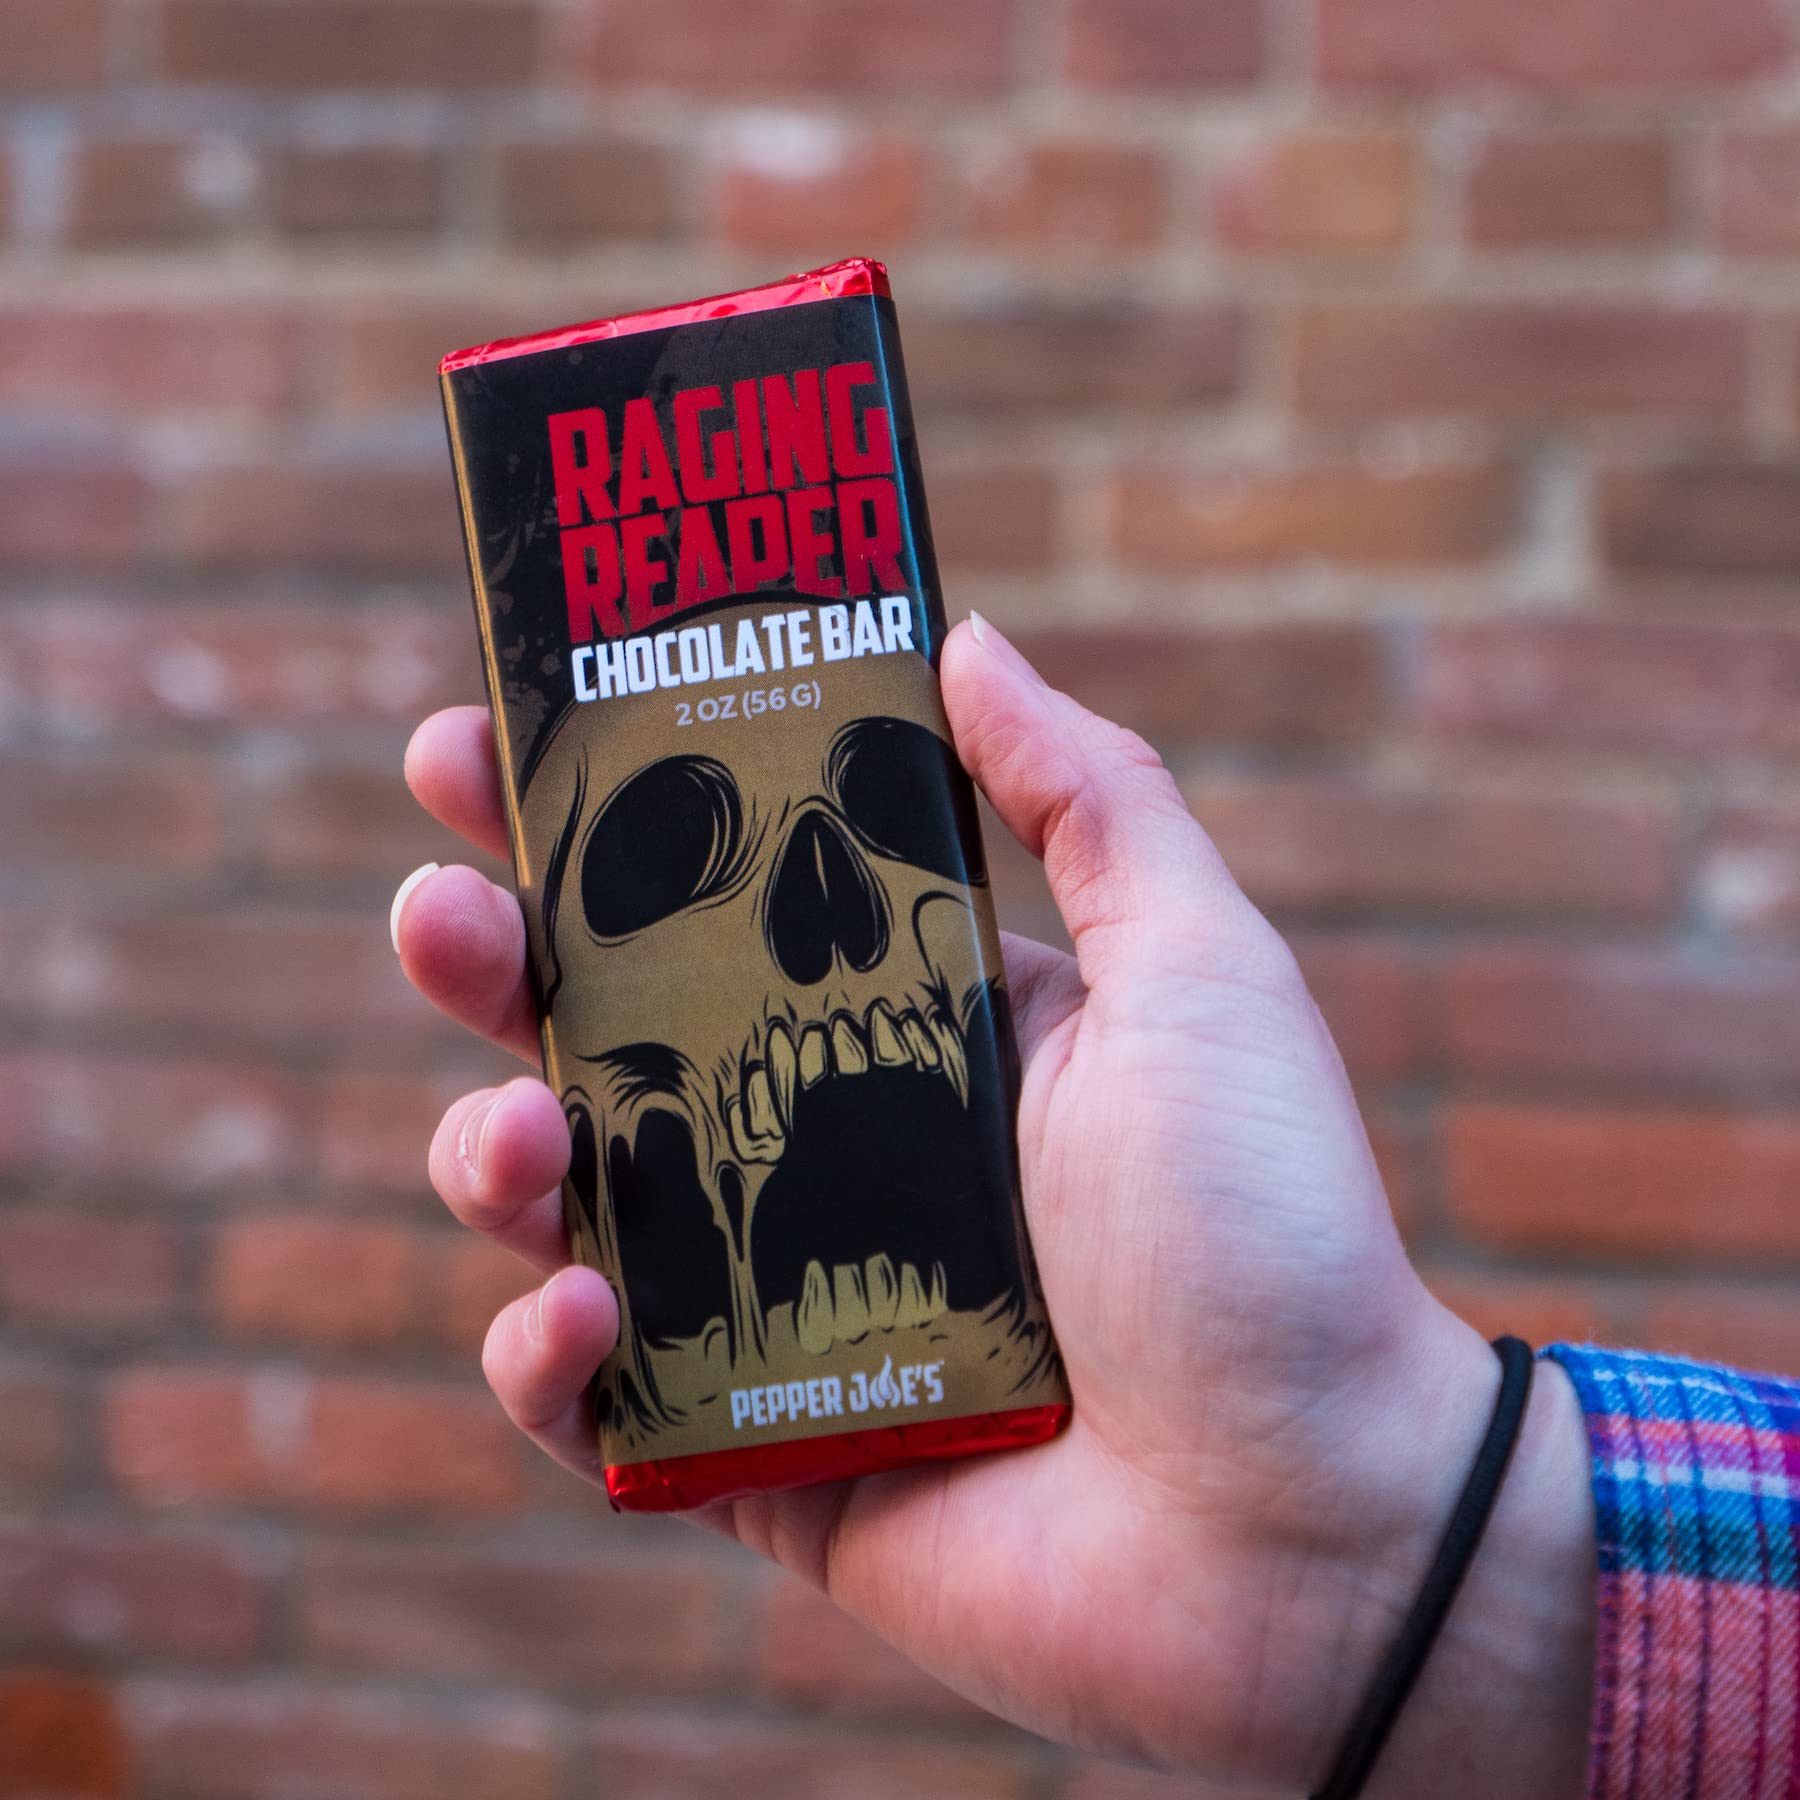 RAGING
REAPER
CHOCOLATE BAR
2 OZ (56 G)
PEPPER JOE'S